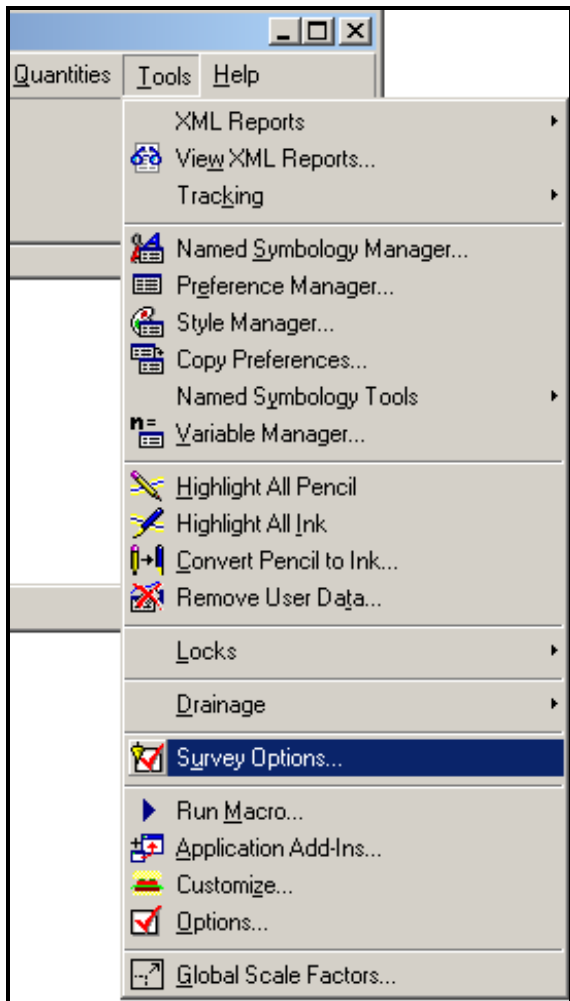 Quantities Tools Help
XML Reports
View XML Reports...
Tracking
Named Symbology Manager...
Preference Manager...
Style Manager...
Copy Preferences...
Named Symbology Tools
n=
Variable Manager...
Highlight All Pencil
Highlight All Ink
Convert Pencil to Ink...
Remove User Data...
Locks
Drainage
Survey Options...
Run Macro...
Application Add-Ins...
Customize...
Options...
Global Scale Factors...